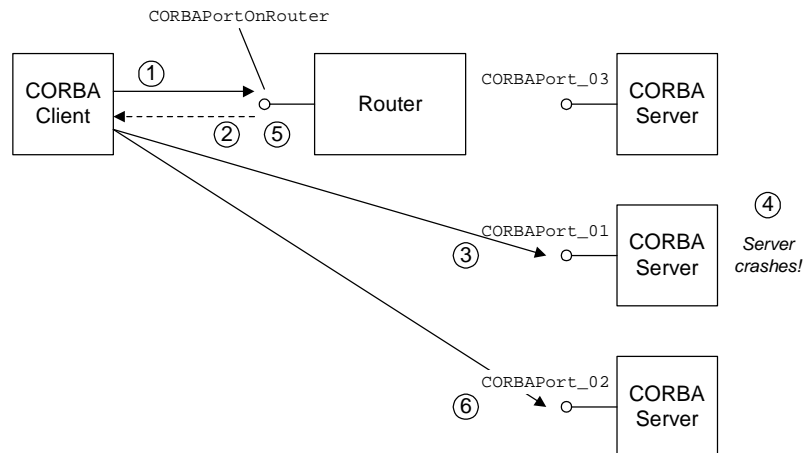 CORBAPortOnRouter
1
CORBA
Client
2
5
Router
CORBAPort_03
CORBA
Server
CORBAPort_01
3
CORBA
Server
4
Server
crashes!
CORBAPort_02
6
CORBA
Server